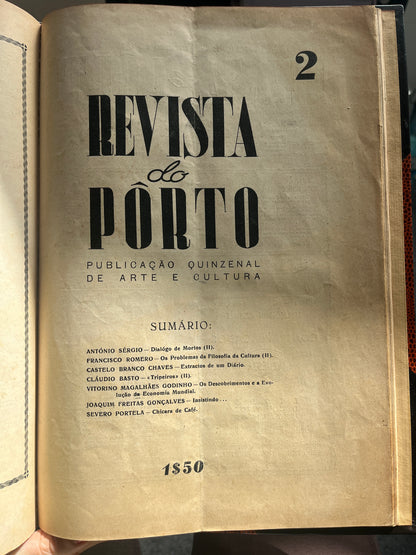 2
REVISTA
do
PÔRTO
PUBLICAÇÃO QUINZENAL
DE ARTE E CULTURA
SUMÁRIO:
ANTÓNIO SÉRGIO — Dialógo de Mortos (II).
FRANCISCO ROMERO — Os Problemas da Filosofia da Cultura (II).
CASTELO BRANCO CHAVES — Extractos de um Diário.
CLÁUDIO BASTO — «Tripeiros» (II).
VITORINO MAGALHÃES GODINHO — Os Descobrimentos e a Evo-
lução da Economia Mundial.
JOAQUIM FREITAS GONÇALVES — Insistindo...
SEVERO PORTELA — Chícara de Café.
1$50